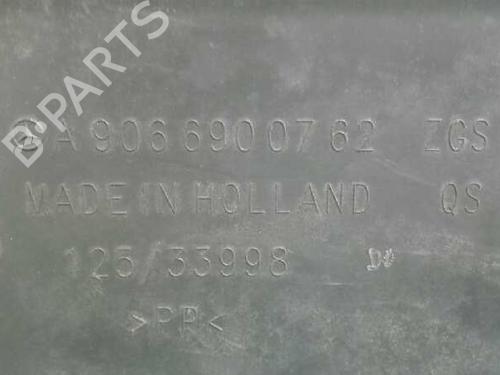 B-PARTS
A 906 690 07 62 ZGS
MADE IN HOLLAND QS
125/33998
>PP<